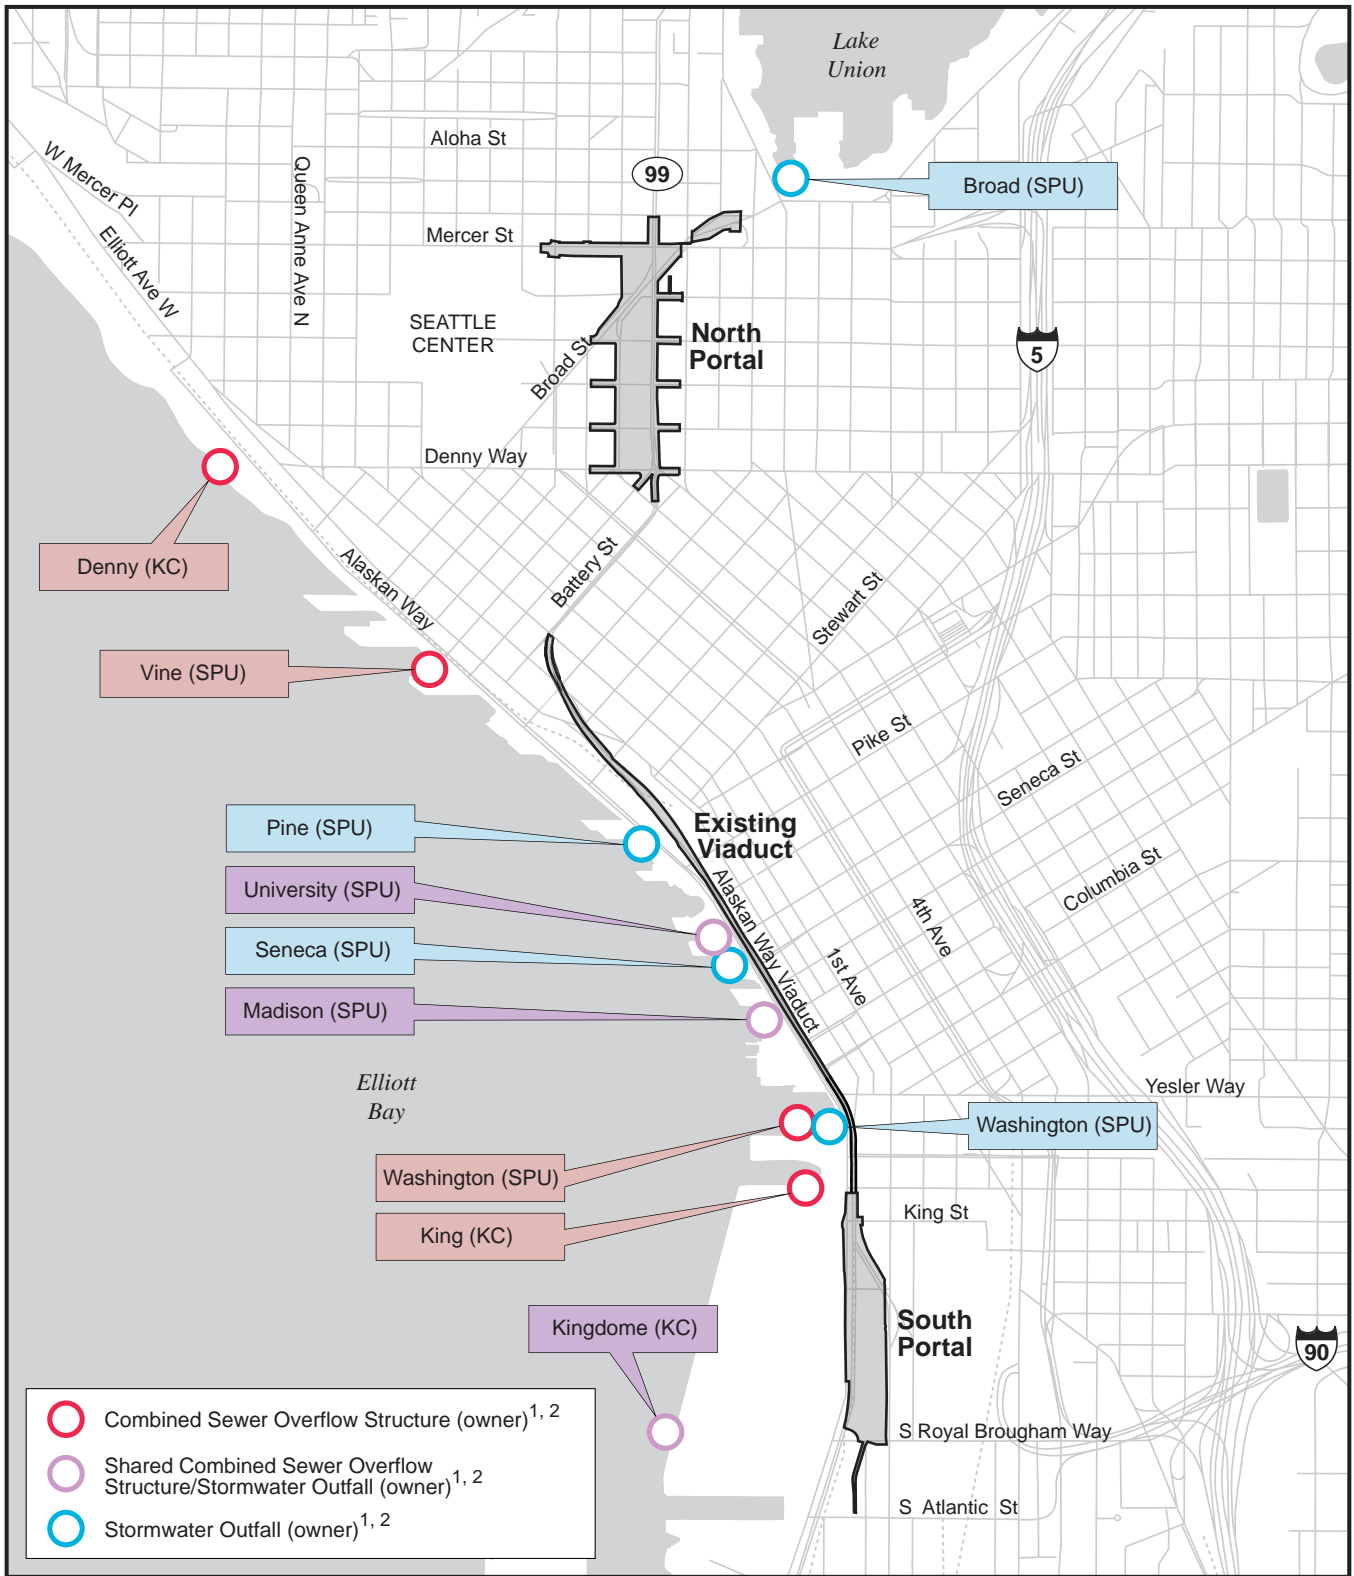 Lake
Union
Aloha St
W Mercer Pl
Queen Anne Ave N
99
Broad (SPU)
Mercer St
Elliott Ave W
SEATTLE
CENTER
Broad St
North
Portal
5
Denny Way
Denny (KC)
Alaskan Way
Battery St
Stewart St
Vine (SPU)
Pike St
Seneca St
Pine (SPU)
Existing
Viaduct
University (SPU)
Alaskan Way Viaduct
Columbia St
4th Ave
Seneca (SPU)
1st Ave
Madison (SPU)
Elliott
Bay
Yesler Way
Washington (SPU)
Washington (SPU)
King St
King (KC)
South
Portal
Kingdome (KC)
90
S Royal Brougham Way
S Atlantic St
Combined Sewer Overflow Structure (owner)1, 2
Shared Combined Sewer Overflow
Structure/Stormwater Outfall (owner)1, 2
Stormwater Outfall (owner)1, 2